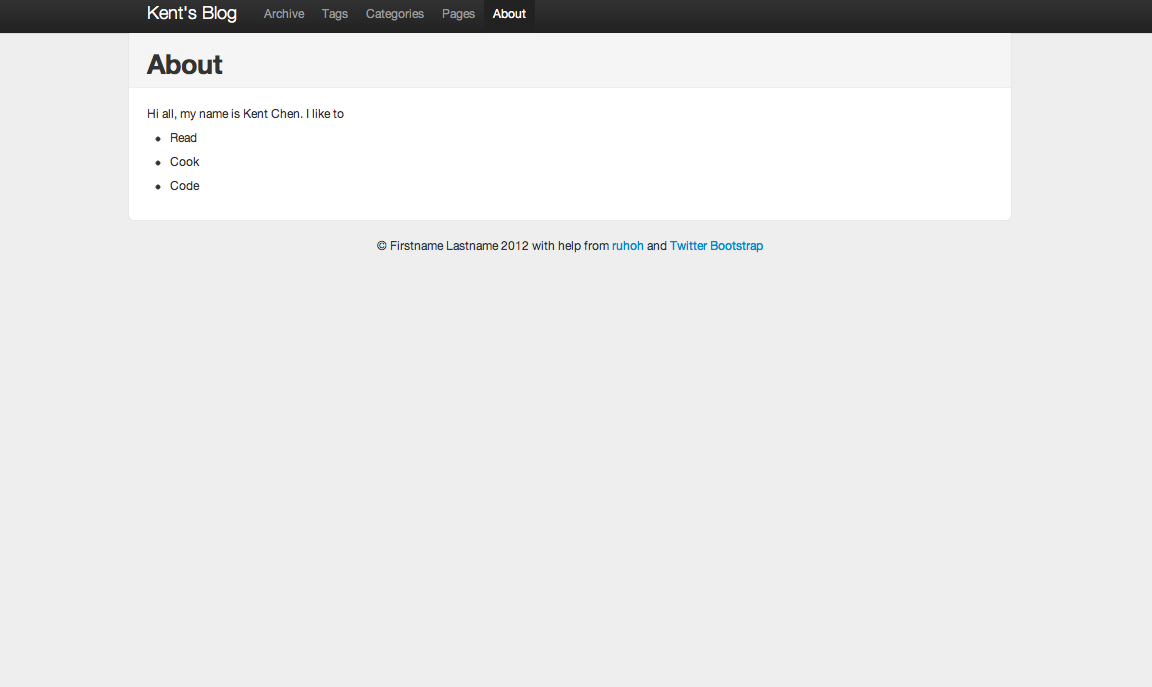 Kent's Blog Archive Tags Categories Pages About
About
Hi all, my name is Kent Chen. I like to
Read
Cook
Code
© Firstname Lastname 2012 with help from ruhoh and Twitter Bootstrap